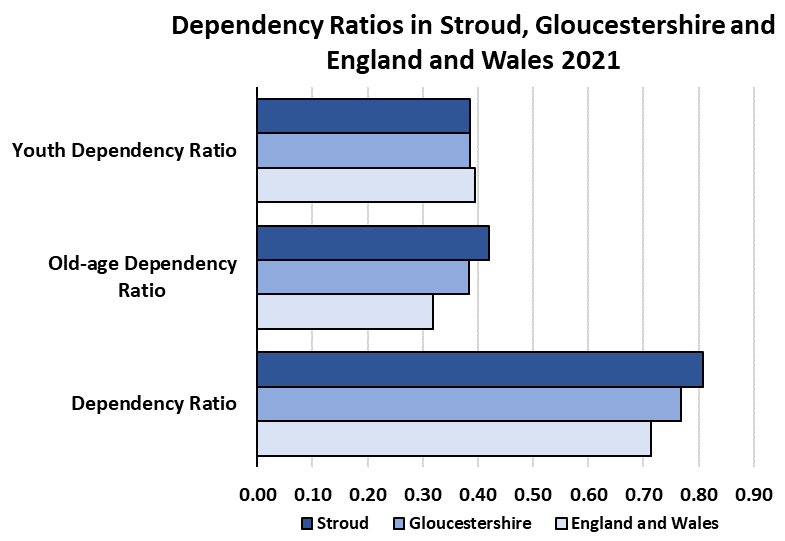 Dependency Ratios in Stroud, Gloucestershire and
England and Wales 2021
Youth Dependency Ratio
Old-age Dependency
Ratio
Dependency Ratio
0.00 0.10 0.20 0.30 0.40 0.50 0.60 0.70 0.80 0.90
Stroud Gloucestershire England and Wales